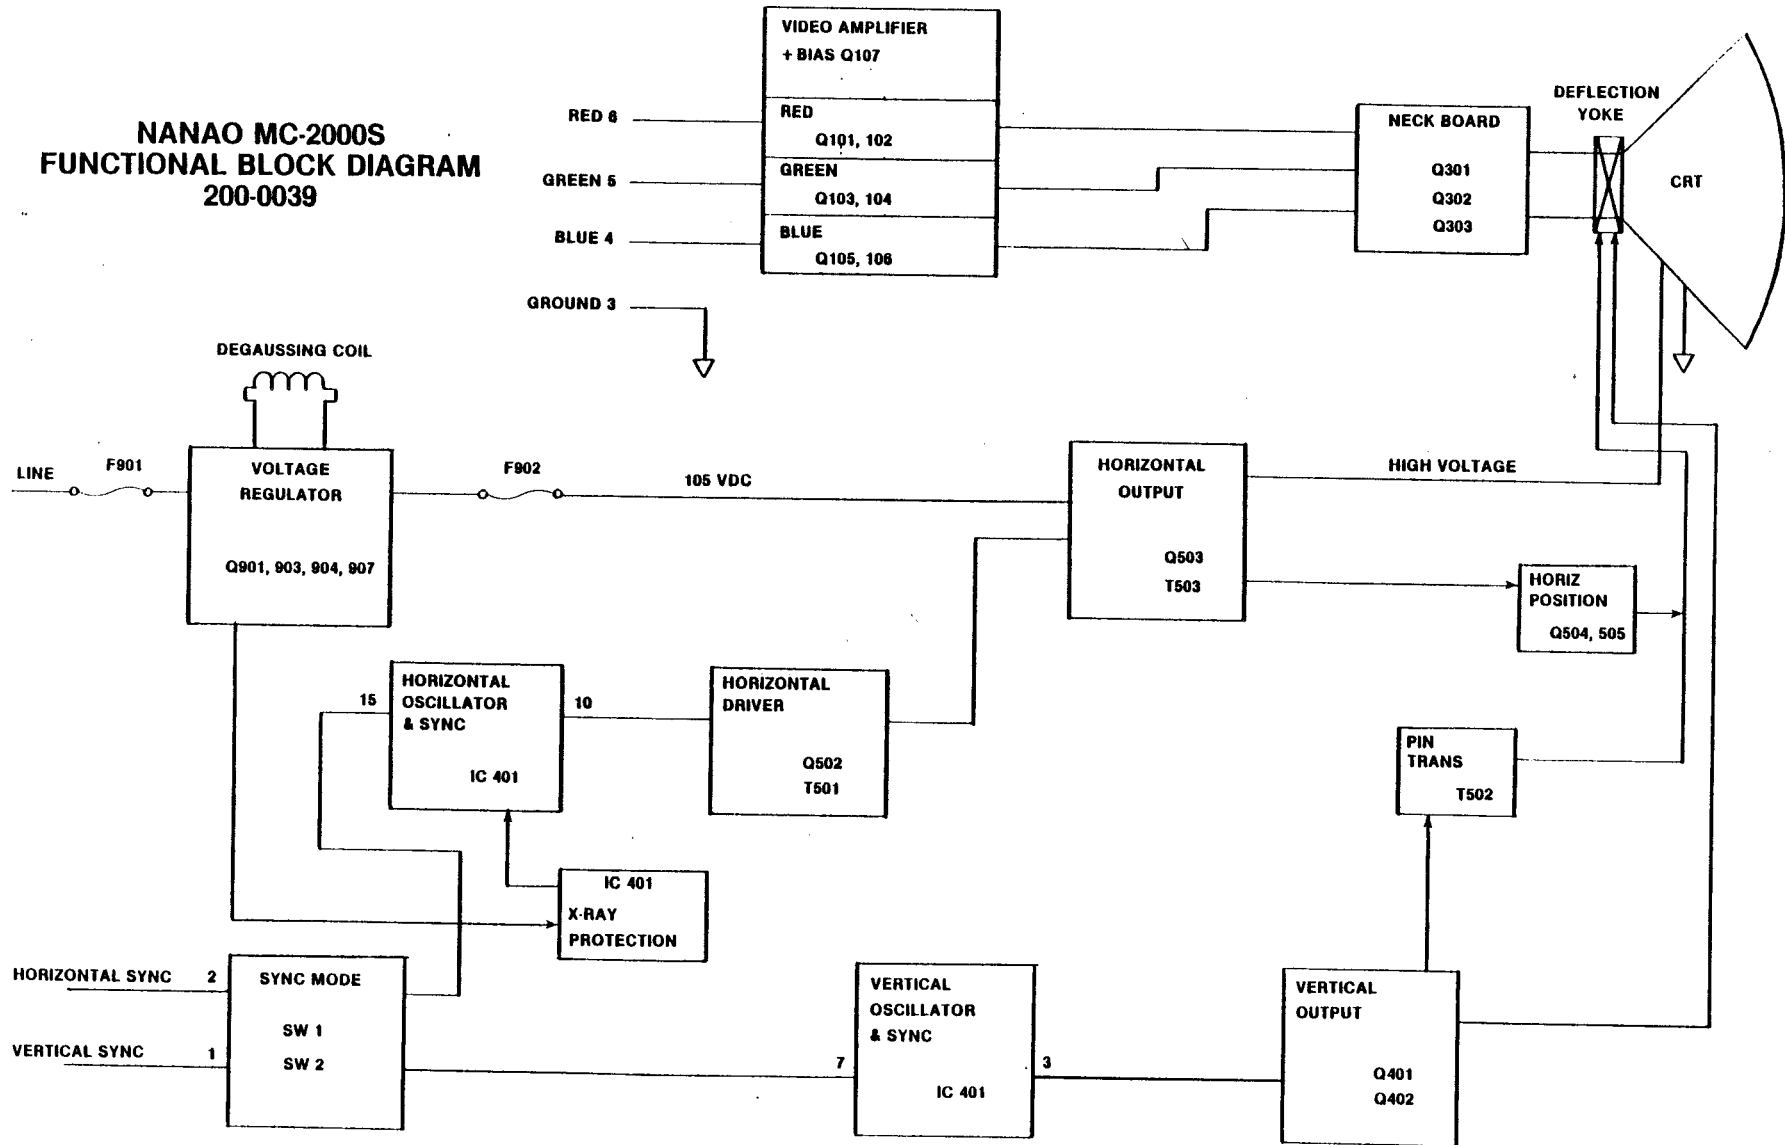 NANAO MC-2000S
FUNCTIONAL BLOCK DIAGRAM
200-0039
VIDEO AMPLIFIER
+ BIAS Q107
RED 6
RED
Q101, 102
GREEN 5
GREEN
Q103, 104
BLUE 4
BLUE
Q105, 106
GROUND 3
NECK BOARD
Q301
Q302
Q303
DEFLECTION
YOKE
CRT
DEGAUSSING COIL
LINE
F901
VOLTAGE
REGULATOR
Q901, 903, 904, 907
F902
105 VDC
HORIZONTAL
OUTPUT
Q503
T503
HIGH VOLTAGE
HORIZ
POSITION
Q504, 505
15
HORIZONTAL
OSCILLATOR
& SYNC
IC 401
10
HORIZONTAL
DRIVER
Q502
T501
PIN
TRANS
T502
IC 401
X-RAY
PROTECTION
HORIZONTAL SYNC 2
VERTICAL SYNC 1
SYNC MODE
SW 1
SW 2
7
VERTICAL
OSCILLATOR
& SYNC
IC 401
3
VERTICAL
OUTPUT
Q401
Q402